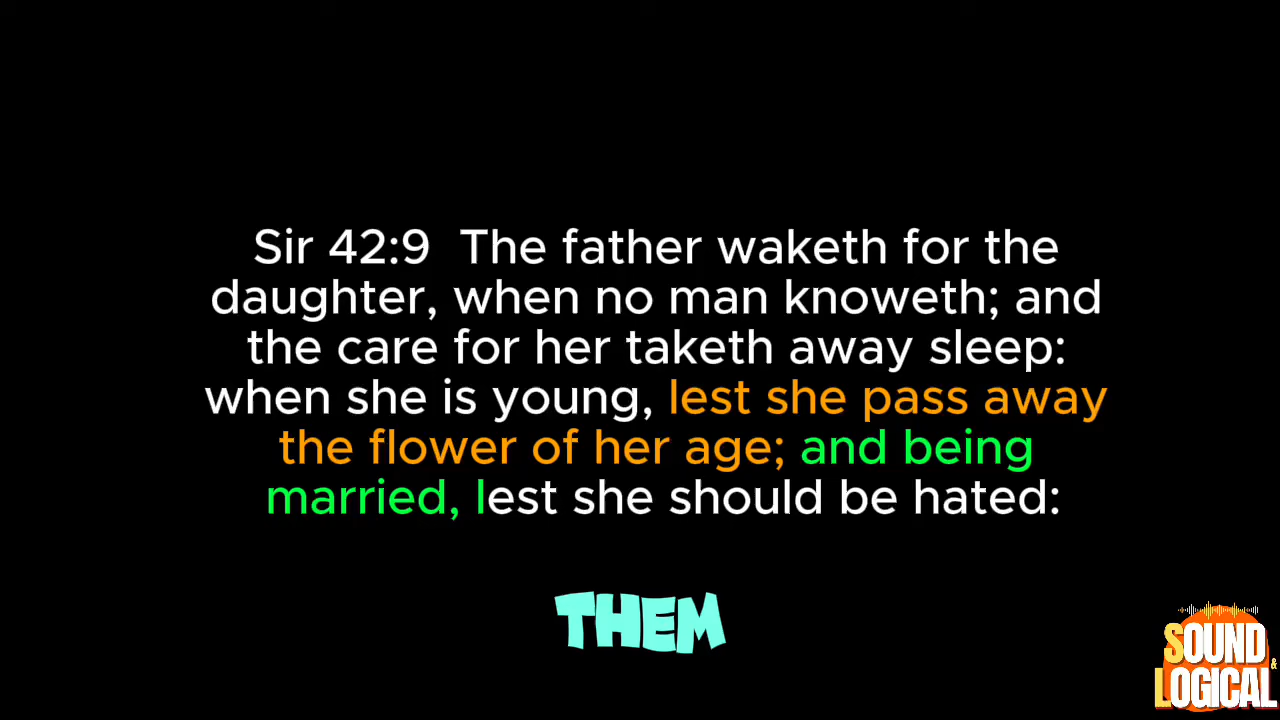 Sir 42:9  The father waketh for the
daughter, when no man knoweth; and
the care for her taketh away sleep:
when she is young, lest she pass away
the flower of her age; and being
married, lest she should be hated:
THEM
SOUND
&
LOGICAL